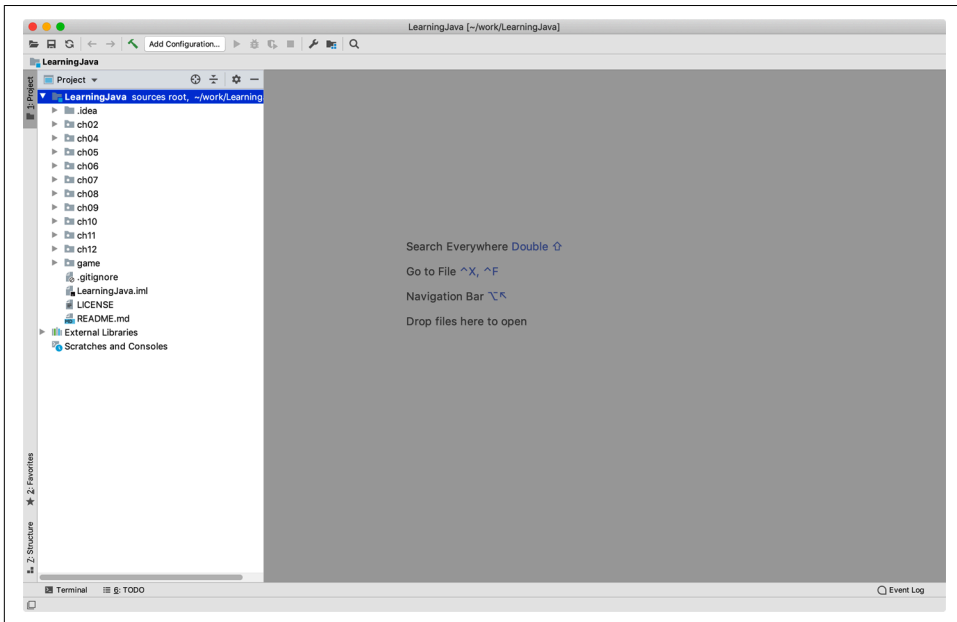 LearningJava [~/work/LearningJava]
Add Configuration...
LearningJava
1: Project
Project
LearningJava sources root, ~/work/Learning
.idea
ch02
ch04
ch05
ch06
ch07
ch08
ch09
ch10
ch11
ch12
game
.gitignore
LearningJava.iml
LICENSE
README.md
External Libraries
Scratches and Consoles
Search Everywhere Double ⇧
Go to File ^X, ^F
Navigation Bar ⌥↖
Drop files here to open
2: Favorites
7: Structure
Terminal 6: TODO Event Log